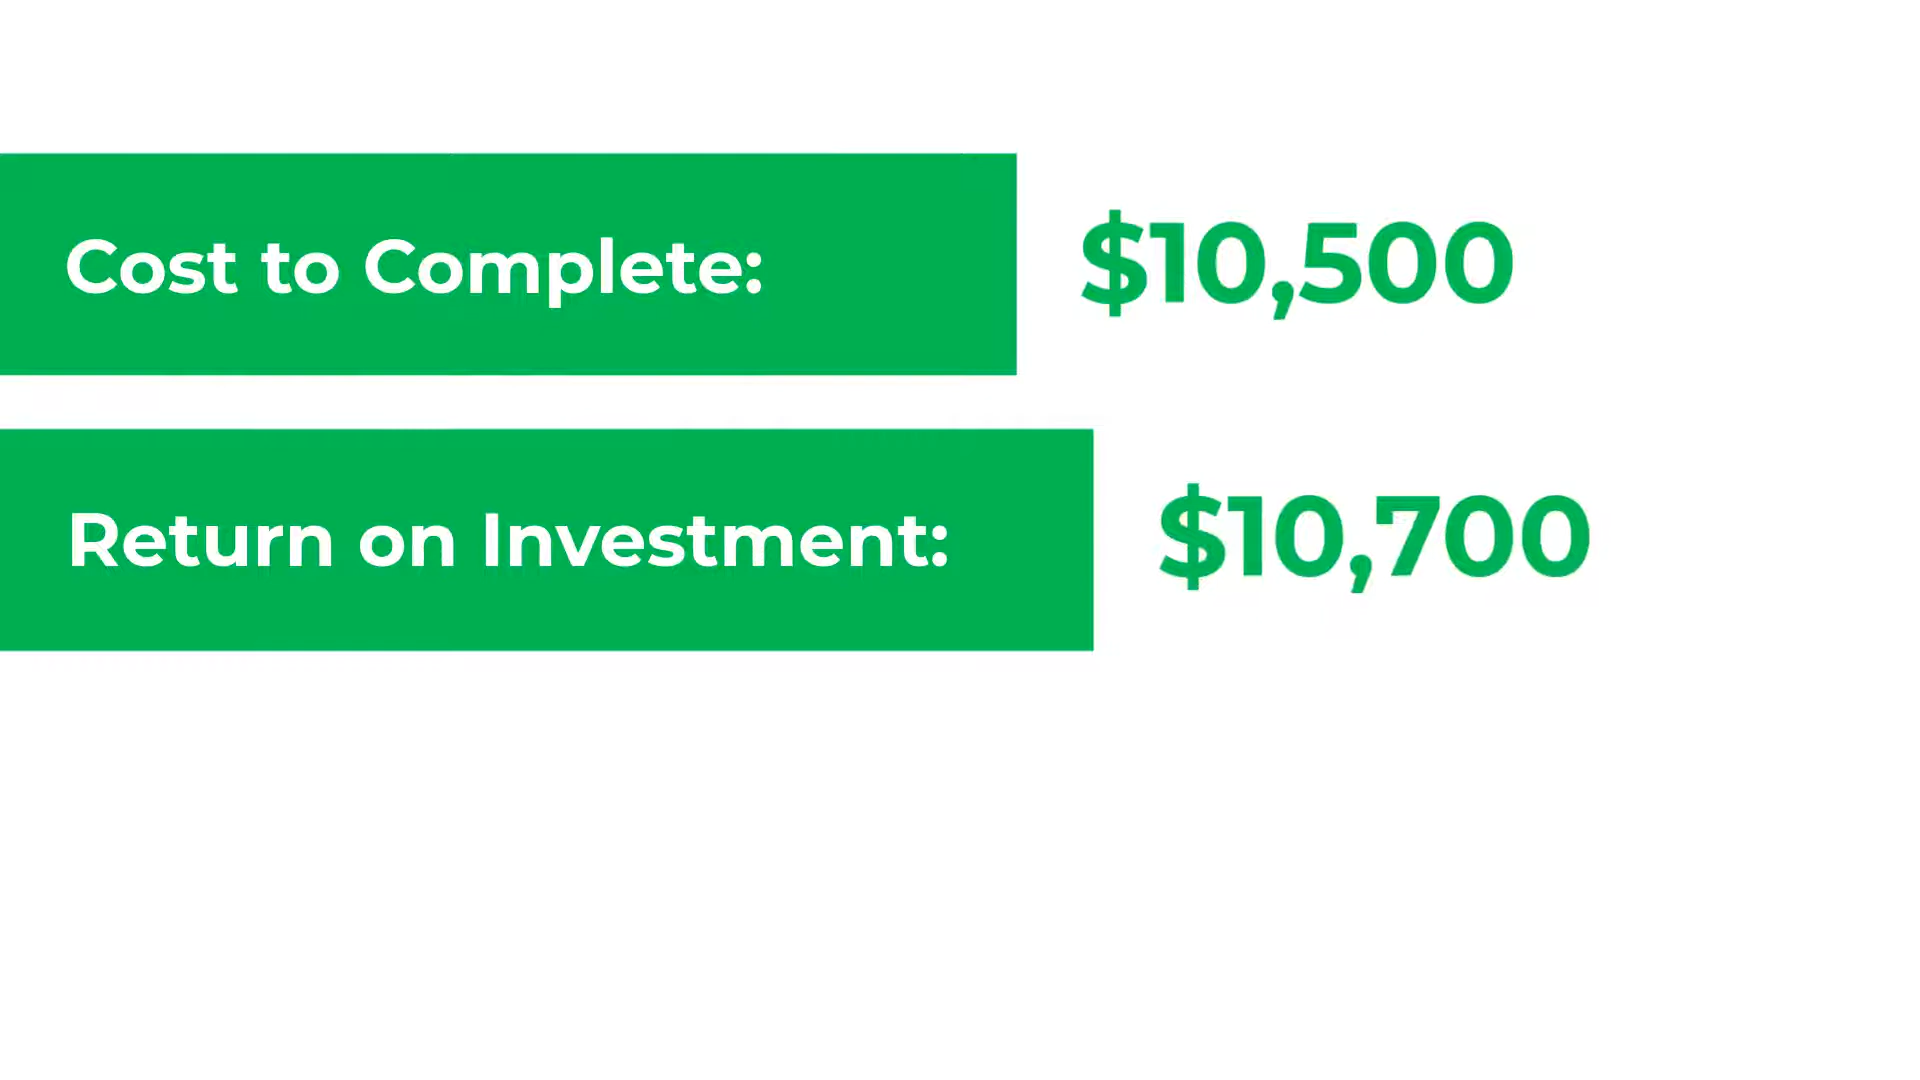 Cost to Complete: $10,500
Return on Investment: $10,700